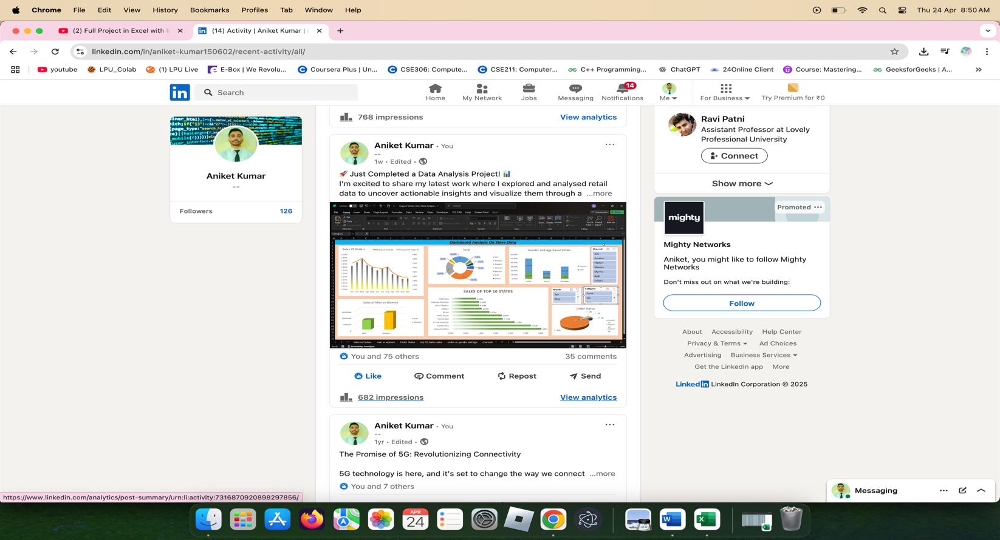 Chrome File Edit View History Bookmarks Profiles Tab Window Help Thu 24 Apr 8:50 AM
(2) Full Project in Excel with
(14) Activity | Aniket Kumar |
linkedin.com/in/aniket-kumar150602/recent-activity/all/
youtube LPU_Colab (1) LPU Live E-Box | We Revolu... Coursera Plus | Un... CSE306: Compute... CSE211: Computer... C++ Programming... ChatGPT 24Online Client Course: Mastering... GeeksforGeeks | A...
Search
Home My Network Jobs Messaging Notifications 14 Me For Business Try Premium for ₹0
Aniket Kumar
--
Followers 126
768 impressions View analytics
Aniket Kumar • You
--
1w • Edited •
🚀 Just Completed a Data Analysis Project! 📊
I'm excited to share my latest work where I explored and analysed retail
data to uncover actionable insights and visualize them through a ...more
Dashboard Analysis On Store Data
Sales VS Orders
Total
Gender and Age based Order
Channel
SALES OF TOP 10 STATES
Month
Category
Sales of Men vs Women
Order Status
You and 75 others 35 comments
Like Comment Repost Send
682 impressions View analytics
Aniket Kumar • You
--
1yr • Edited •
The Promise of 5G: Revolutionizing Connectivity
5G technology is here, and it's set to change the way we connect ...more
You and 7 others
Ravi Patni
Assistant Professor at Lovely
Professional University
Connect
Show more
Promoted
mighty
Mighty Networks
Aniket, you might like to follow Mighty
Networks
Don't miss out on what we're building:
Follow
About Accessibility Help Center
Privacy & Terms Ad Choices
Advertising Business Services
Get the LinkedIn app More
LinkedIn LinkedIn Corporation © 2025
Messaging
https://www.linkedin.com/analytics/post-summary/urn:li:activity:7316870920898297856/
APR
24